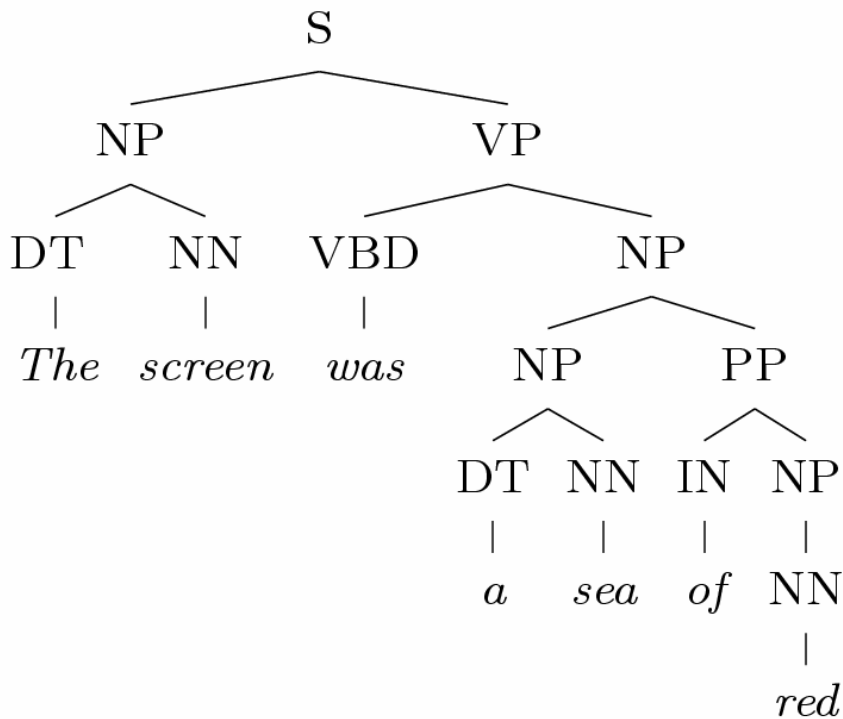 S
NP VP
DT NN VBD NP
The screen was NP PP
DT NN IN NP
a sea of NN
red